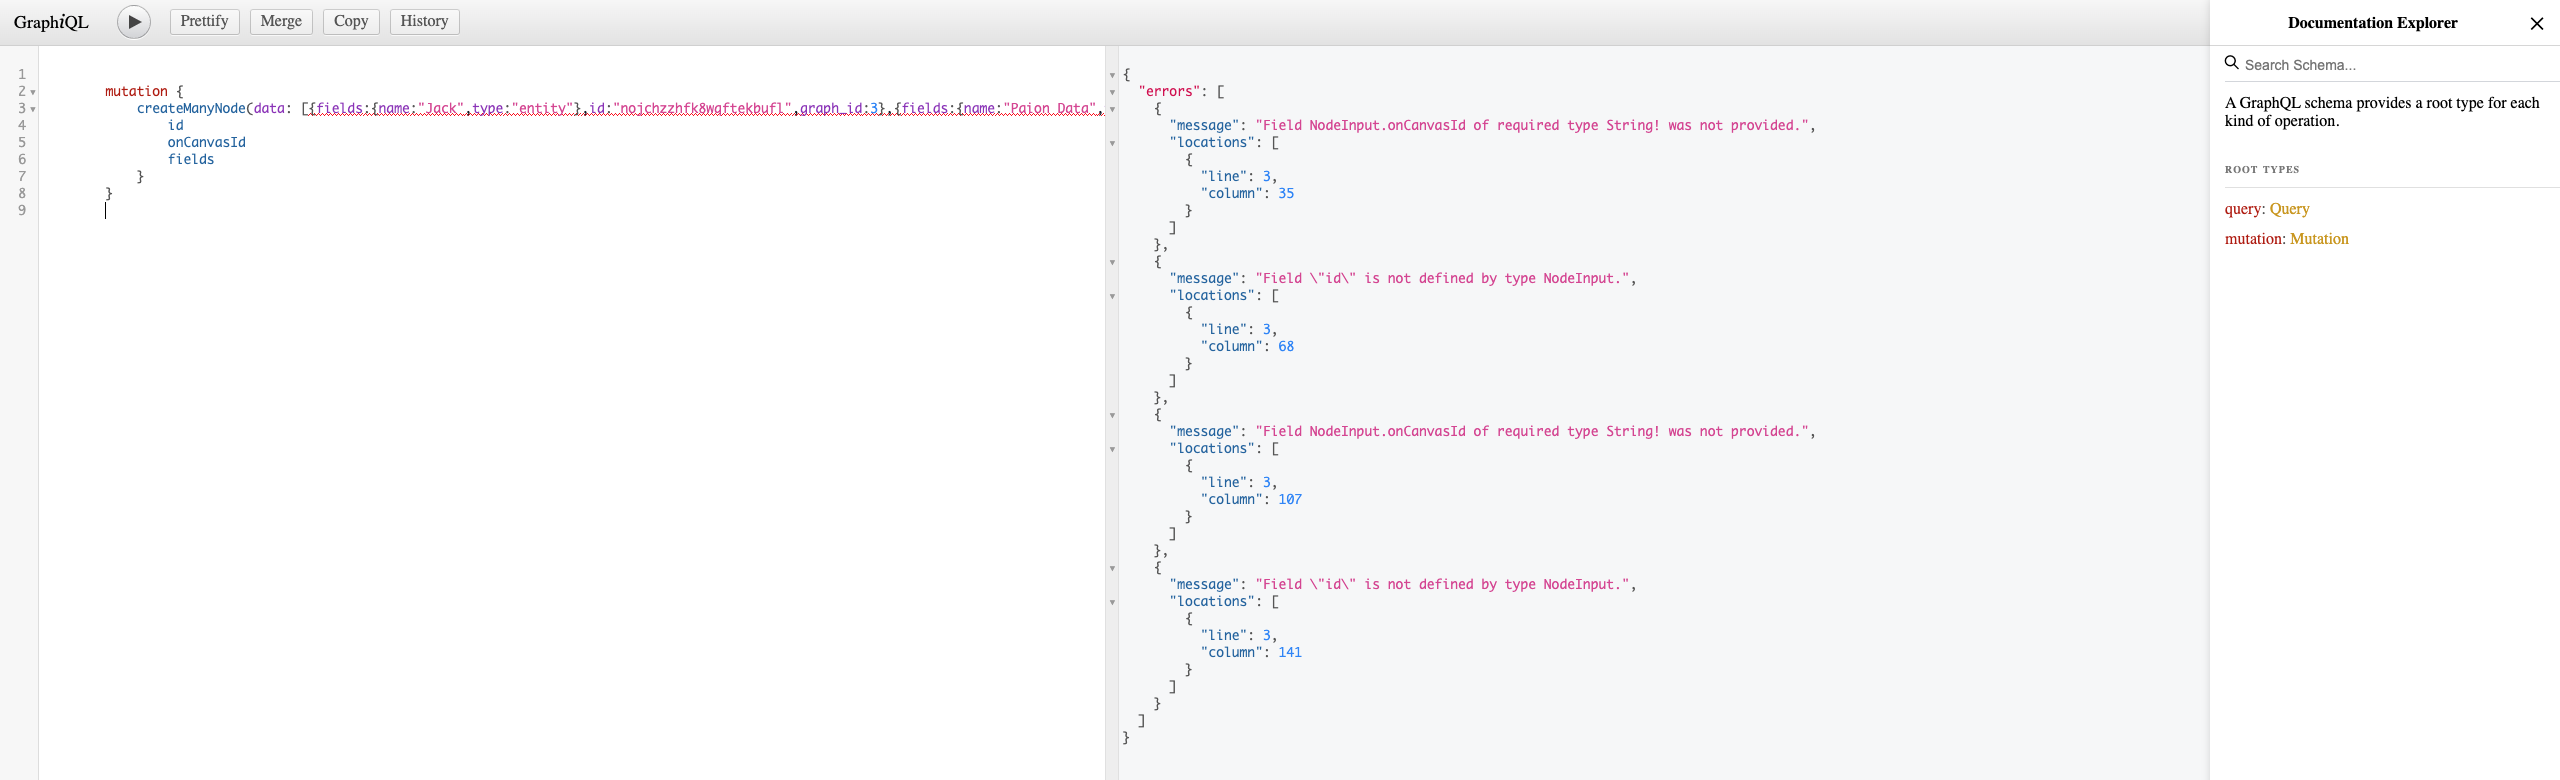 GraphiQL
Prettify
Merge
Copy
History
1
2 mutation {
3 createManyNode(data: [{fields:{name:"Jack",type:"entity"},id:"nojchzzhfk8waftekbufl",graph_id:3},{fields:{name:"Paion Data",
4 id
5 onCanvasId
6 fields
7 }
8 }
9
{
"errors": [
{
"message": "Field NodeInput.onCanvasId of required type String! was not provided.",
"locations": [
{
"line": 3,
"column": 35
}
]
},
{
"message": "Field \"id\" is not defined by type NodeInput.",
"locations": [
{
"line": 3,
"column": 68
}
]
},
{
"message": "Field NodeInput.onCanvasId of required type String! was not provided.",
"locations": [
{
"line": 3,
"column": 107
}
]
},
{
"message": "Field \"id\" is not defined by type NodeInput.",
"locations": [
{
"line": 3,
"column": 141
}
]
}
]
}
Documentation Explorer
Search Schema...
A GraphQL schema provides a root type for each
kind of operation.
ROOT TYPES
query: Query
mutation: Mutation